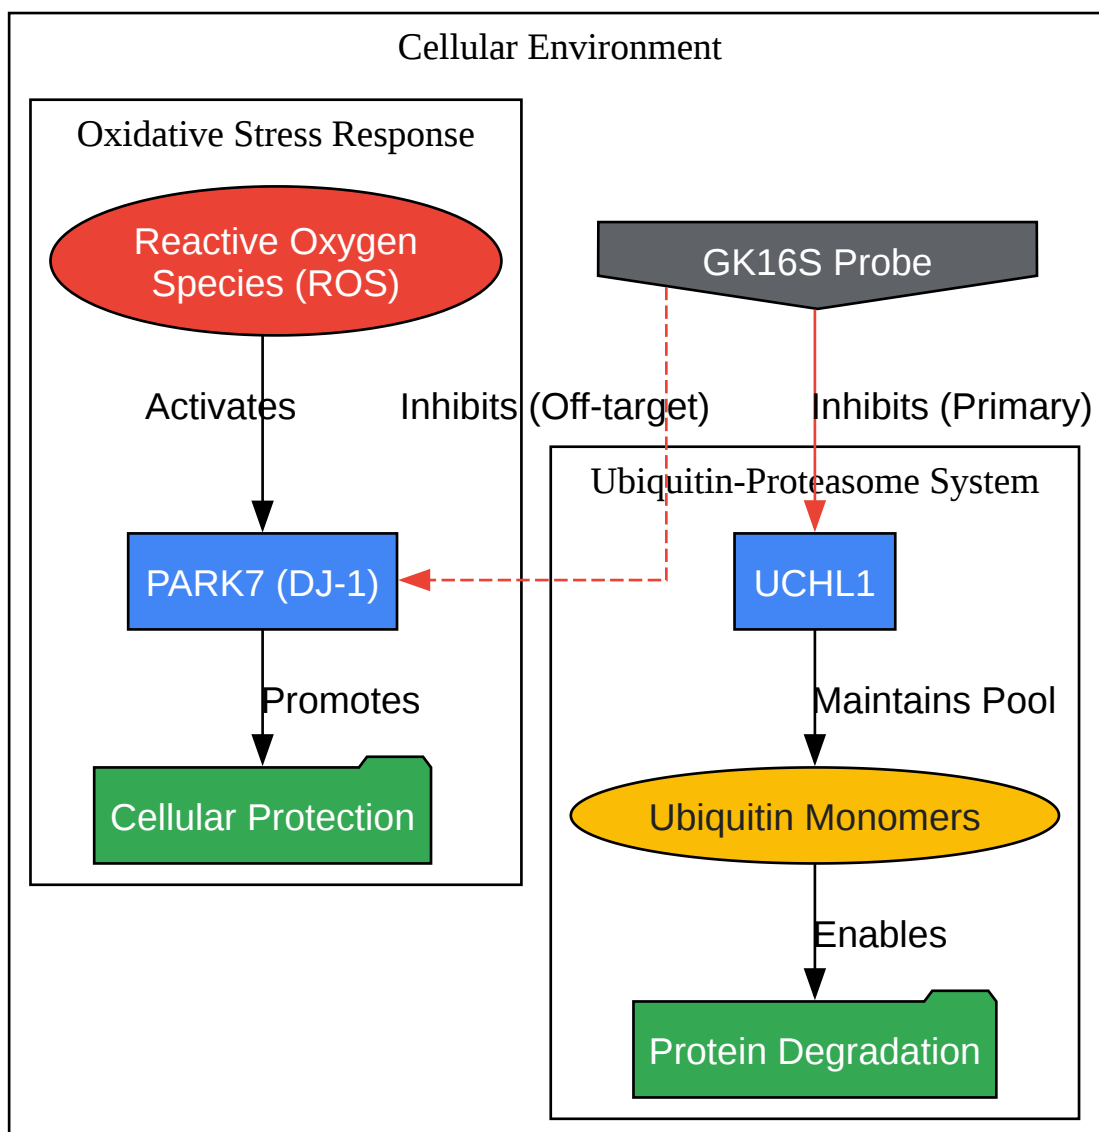 Cellular Environment
Oxidative Stress Response
Reactive Oxygen
Species (ROS)
GK16S Probe
Activates
Inhibits (Off-target)
Inhibits (Primary)
Ubiquitin-Proteasome System
PARK7 (DJ-1)
UCHL1
Promotes
Maintains Pool
Cellular Protection
Ubiquitin Monomers
Enables
Protein Degradation